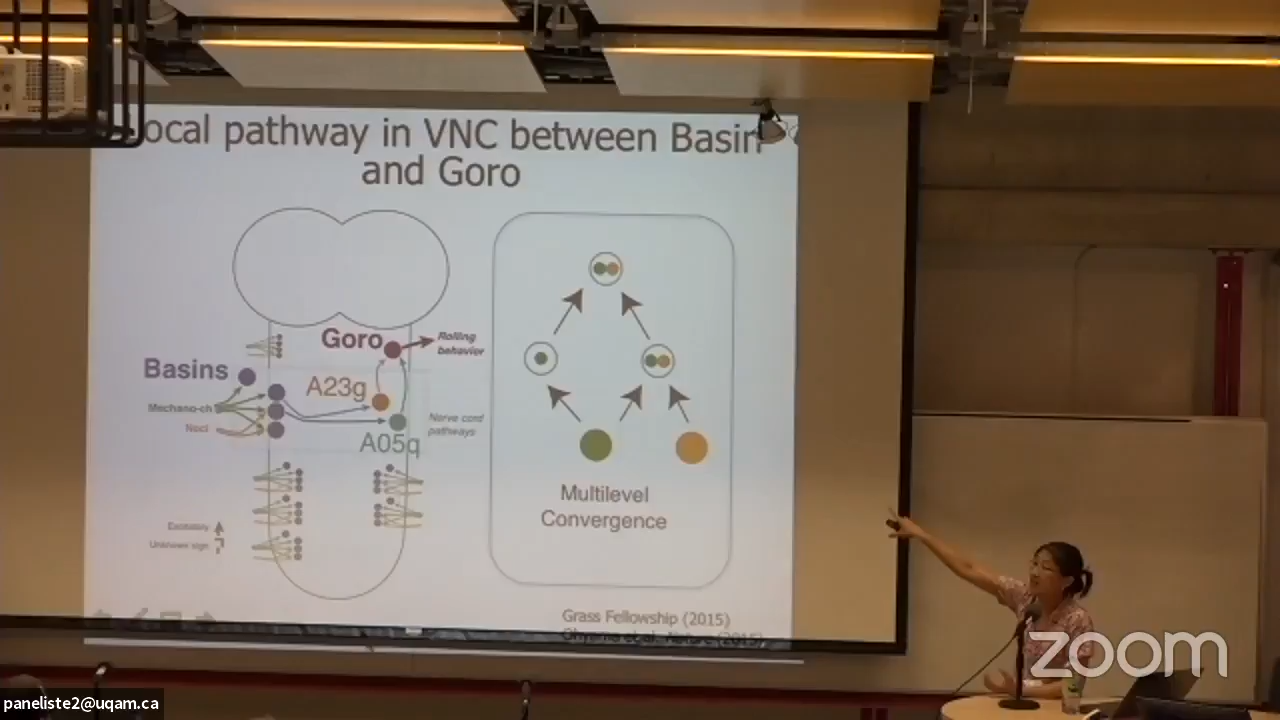 ocal pathway in VNC between Basin
and Goro
Goro
Rolling
behavior
Basins
A23g
Mechano-ch
Noci
Nerve cord
pathways
A05q
Excitatory
Unknown sign
Multilevel
Convergence
Grass Fellowship (2015)
zoom
paneliste2@uqam.ca